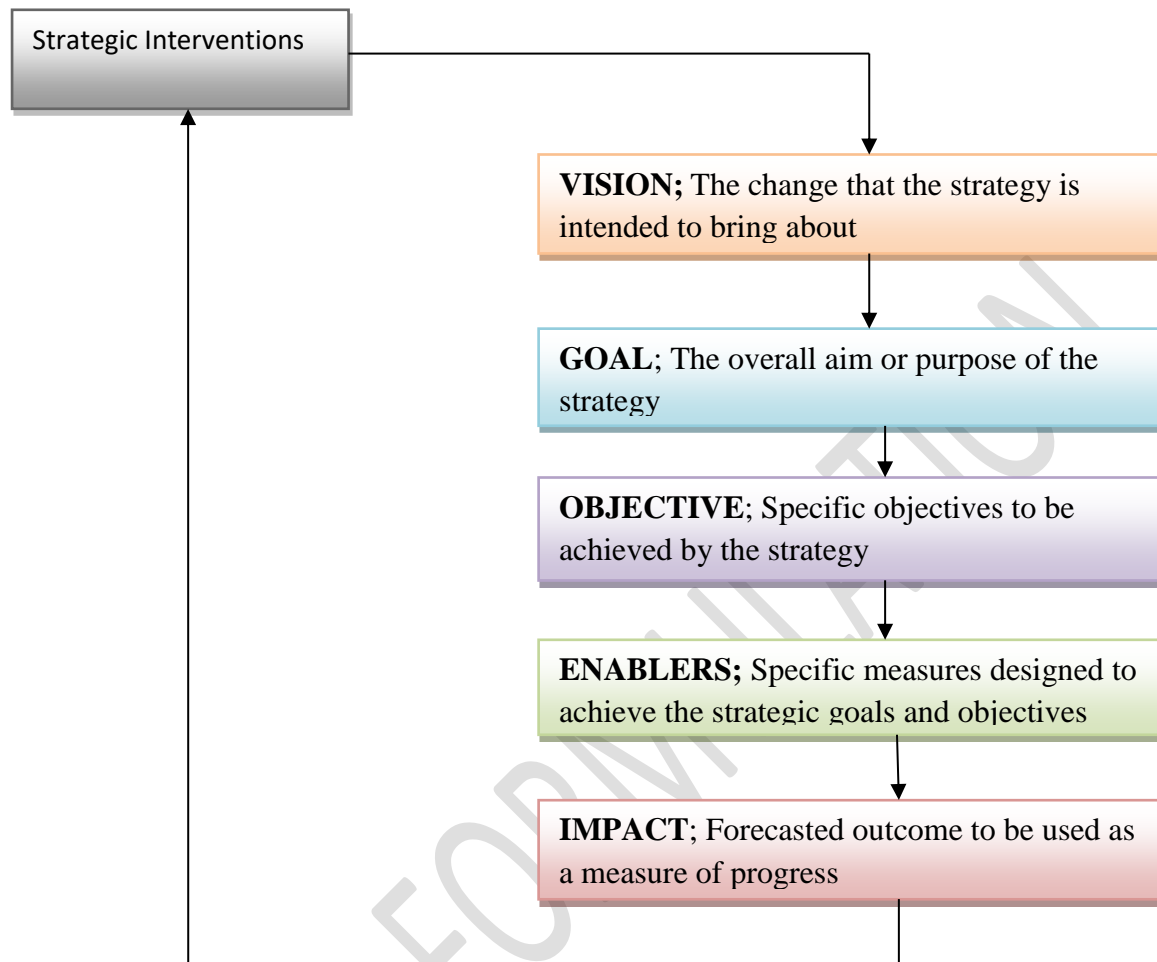 Strategic Interventions
VISION; The change that the strategy is
intended to bring about
GOAL; The overall aim or purpose of the
strategy
OBJECTIVE; Specific objectives to be
achieved by the strategy
ENABLERS; Specific measures designed to
achieve the strategic goals and objectives
IMPACT; Forecasted outcome to be used as
a measure of progress
FORMULATION